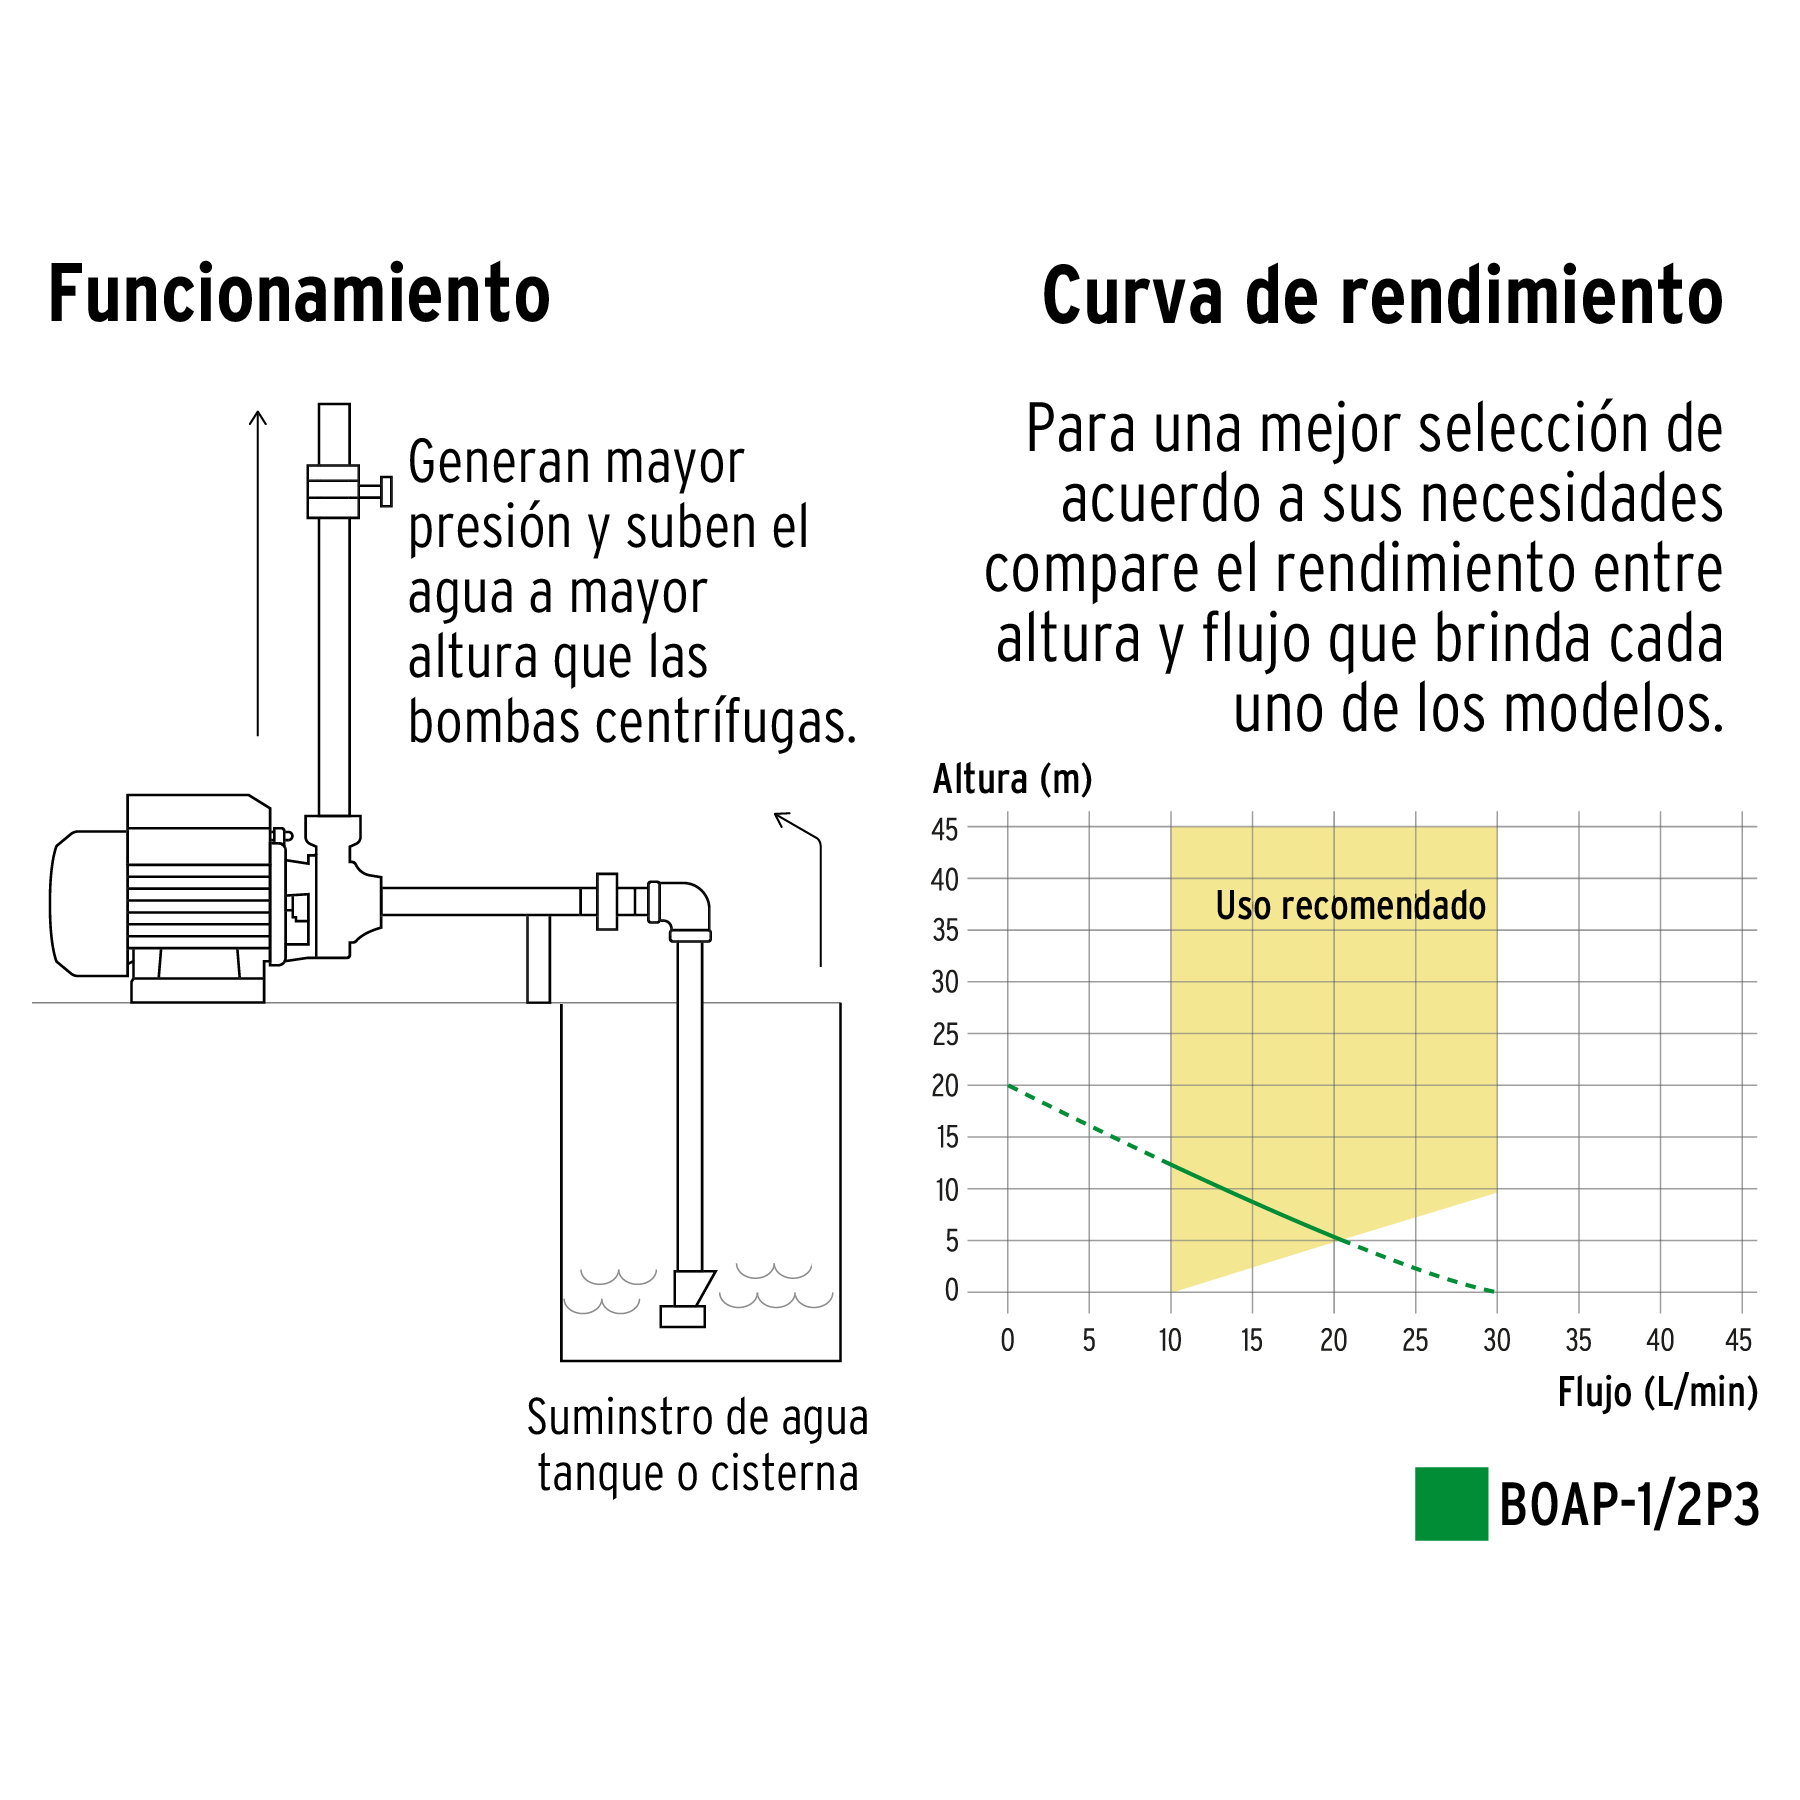 Funcionamiento
Generan mayor
presión y suben el
agua a mayor
altura que las
bombas centrífugas.
Suminstro de agua
tanque o cisterna
Curva de rendimiento
Para una mejor selección de
acuerdo a sus necesidades
compare el rendimiento entre
altura y flujo que brinda cada
uno de los modelos.
Altura (m)
45
40
Uso recomendado
35
30
25
20
15
10
5
0
0 5 10 15 20 25 30 35 40 45
Flujo (L/min)
BOAP-1/2P3